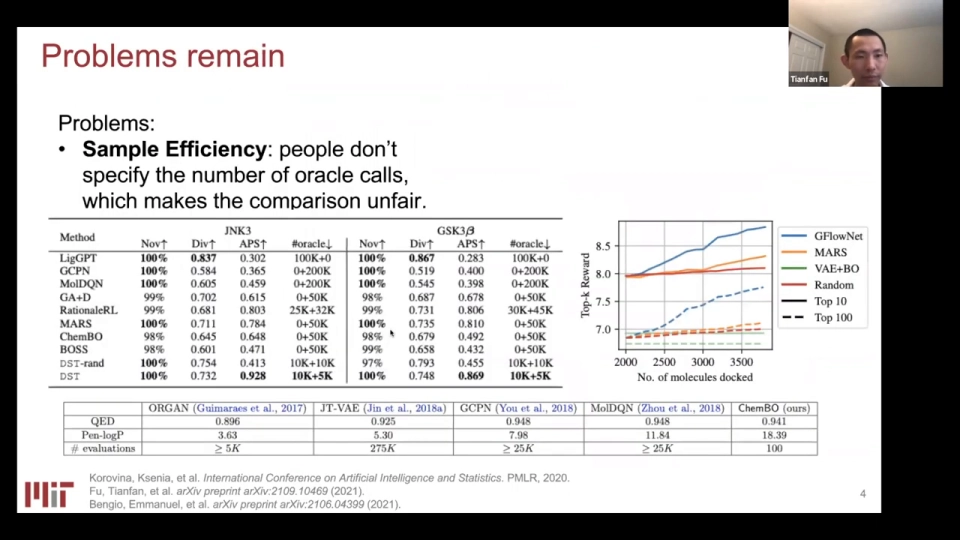 Problems remain
Tianfan Fu
Problems:
• Sample Efficiency: people don't
specify the number of oracle calls,
which makes the comparison unfair.
Method JNK3 GSK3β
Nov↑ Div↑ APS↑ #oracle↓ Nov↑ Div↑ APS↑ #oracle↓
LigGPT 100% 0.837 0.302 100K+0 100% 0.867 0.283 100K+0
GCPN 100% 0.584 0.365 0+200K 100% 0.519 0.400 0+200K
MolDQN 100% 0.605 0.459 0+200K 100% 0.545 0.398 0+200K
GA+D 99% 0.702 0.615 0+50K 98% 0.687 0.678 0+50K
RationaleRL 99% 0.681 0.803 25K+32K 99% 0.731 0.806 30K+45K
MARS 100% 0.711 0.784 0+50K 100% 0.735 0.810 0+50K
ChemBO 98% 0.645 0.648 0+50K 98% 0.679 0.492 0+50K
BOSS 98% 0.601 0.471 0+50K 99% 0.658 0.432 0+50K
DST-rand 100% 0.754 0.413 10K+10K 97% 0.793 0.455 10K+10K
DST 100% 0.732 0.928 10K+5K 100% 0.748 0.869 10K+5K
Top-k Reward
8.5
8.0
7.5
7.0
2000 2500 3000 3500
No. of molecules docked
GFlowNet
MARS
VAE+BO
Random
Top 10
Top 100
ORGAN (Guimaraes et al., 2017) JT-VAE (Jin et al., 2018a) GCPN (You et al., 2018) MolDQN (Zhou et al., 2018) ChemBO (ours)
QED 0.896 0.925 0.948 0.948 0.941
Pen-logP 3.63 5.30 7.98 11.84 18.39
# evaluations ≥ 5K 275K ≥ 25K ≥ 25K 100
Korovina, Ksenia, et al. International Conference on Artificial Intelligence and Statistics. PMLR, 2020.
Fu, Tianfan, et al. arXiv preprint arXiv:2109.10469 (2021).
Bengio, Emmanuel, et al. arXiv preprint arXiv:2106.04399 (2021).
MIT
4